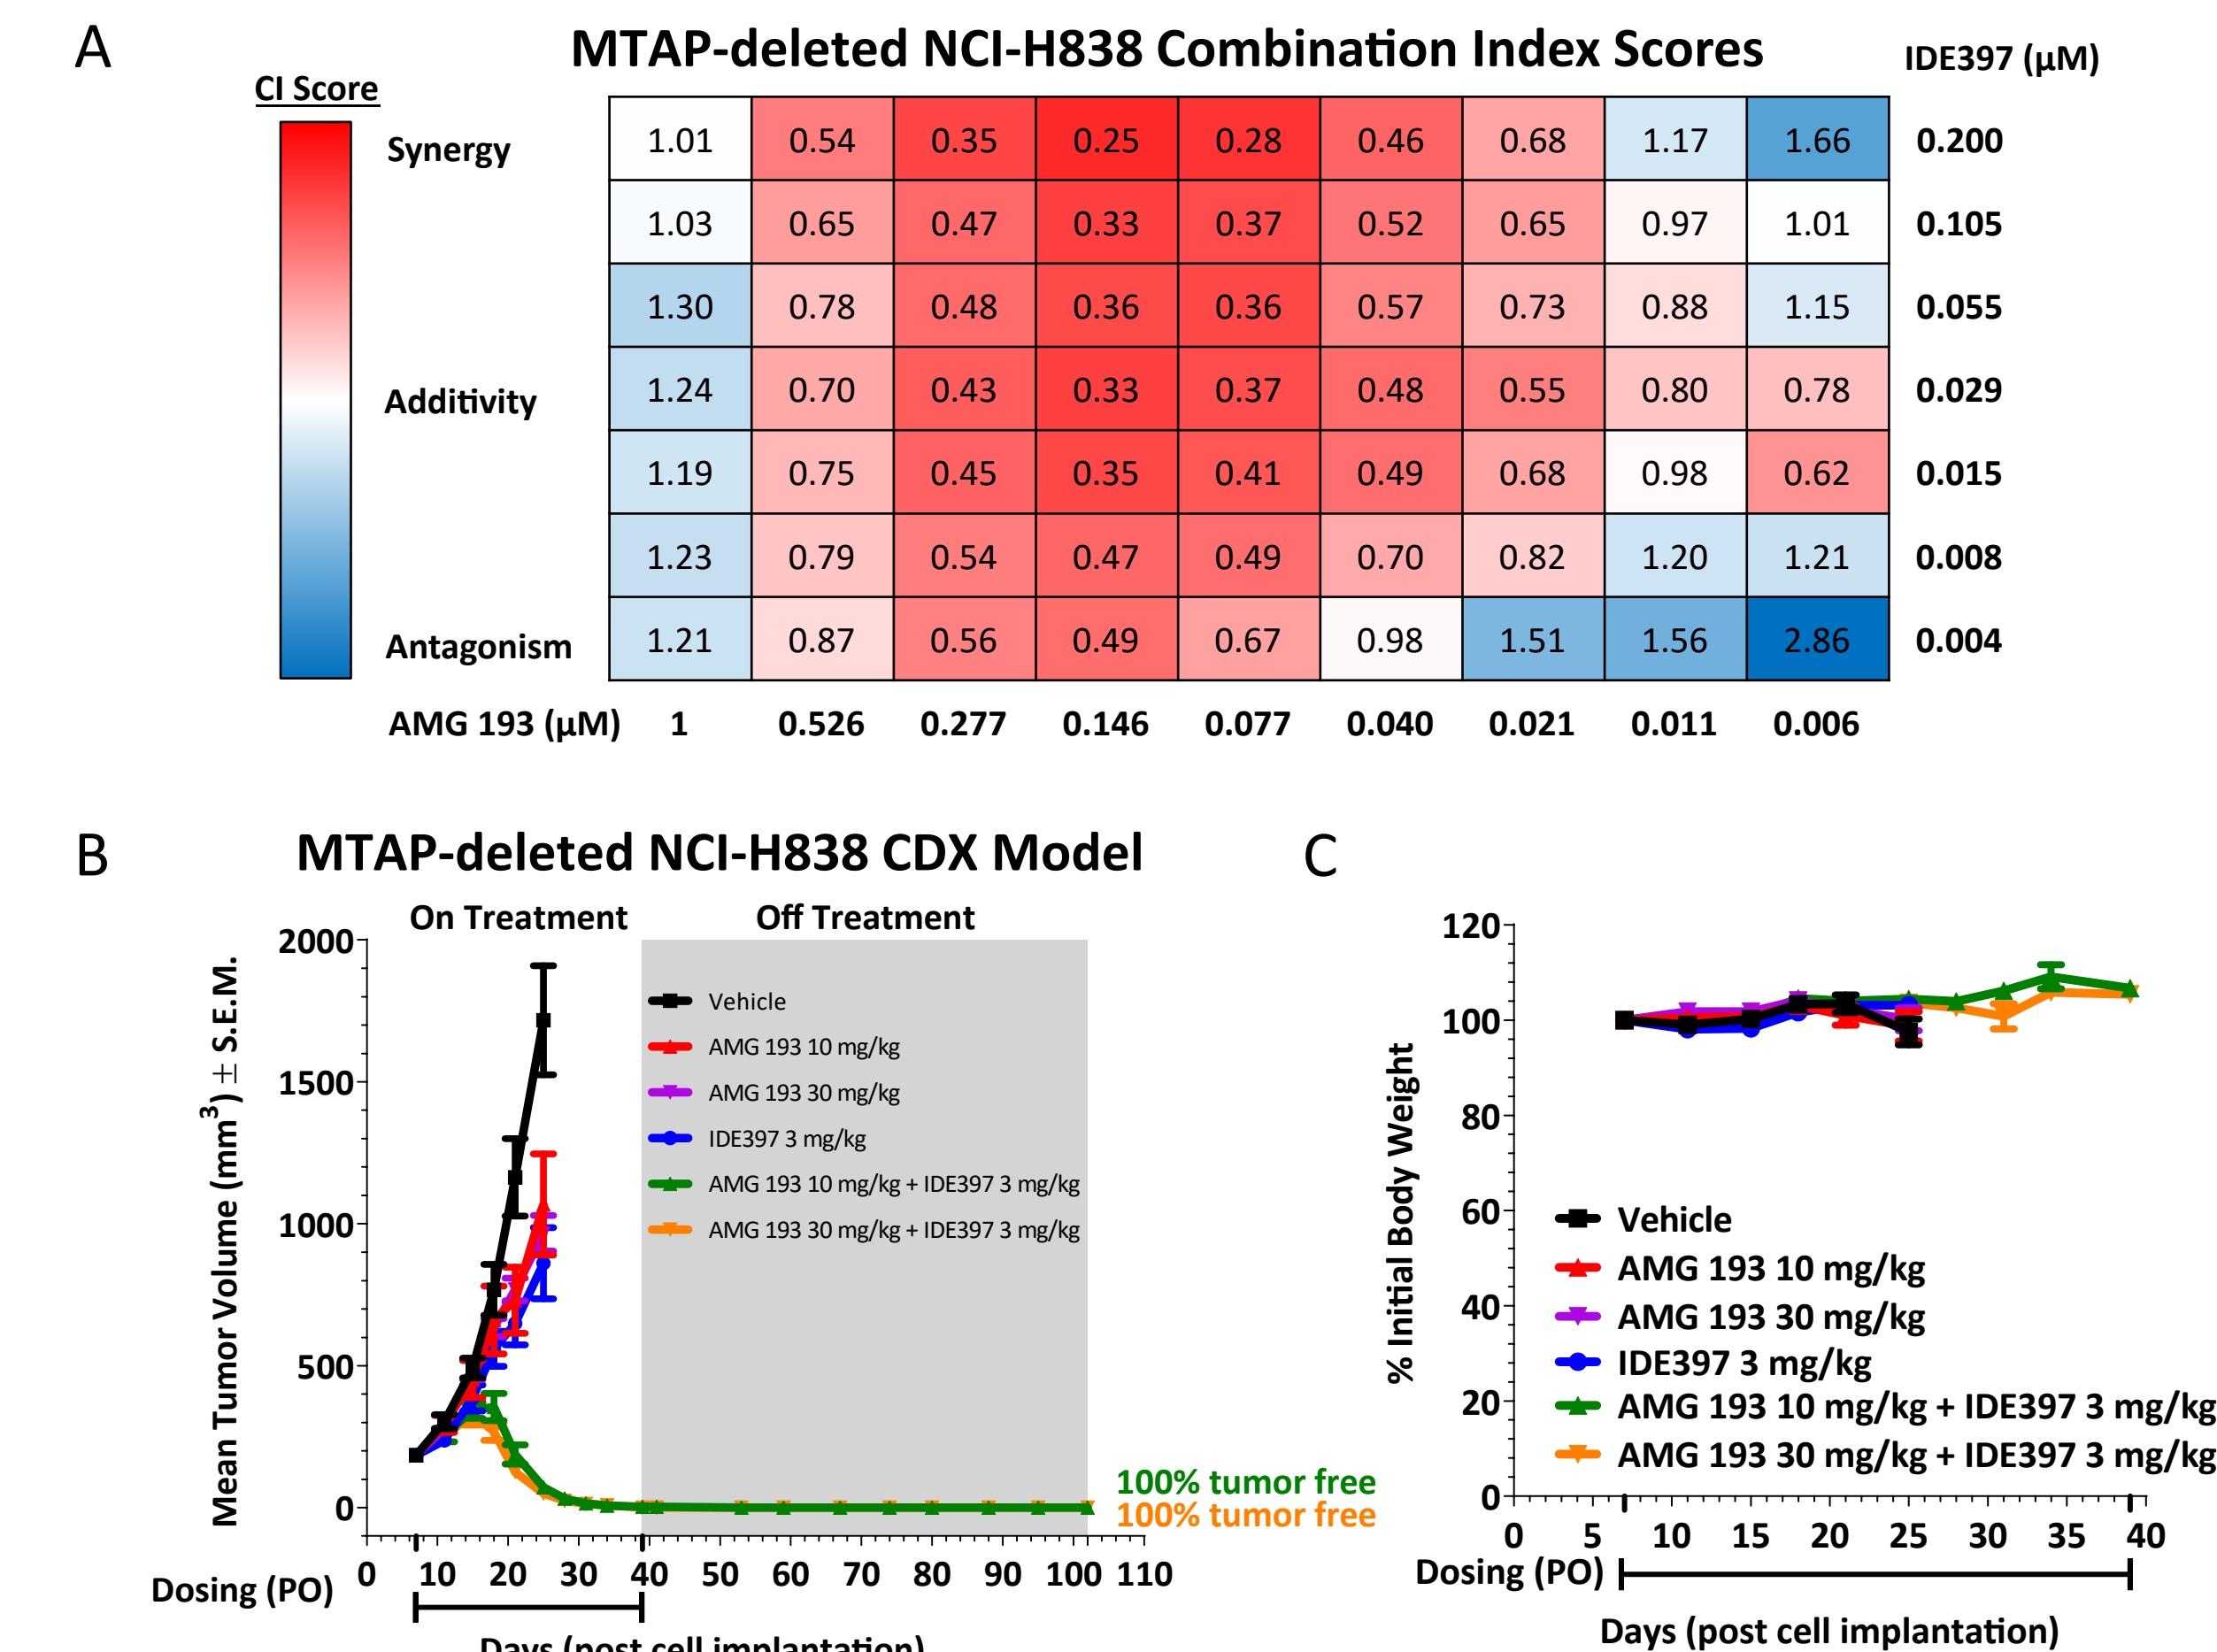 A
MTAP-deleted NCI-H838 Combination Index Scores
IDE397 (µM)
CI Score
Synergy
Additivity
Antagonism
1.01 0.54 0.35 0.25 0.28 0.46 0.68 1.17 1.66 0.200
1.03 0.65 0.47 0.33 0.37 0.52 0.65 0.97 1.01 0.105
1.30 0.78 0.48 0.36 0.36 0.57 0.73 0.88 1.15 0.055
1.24 0.70 0.43 0.33 0.37 0.48 0.55 0.80 0.78 0.029
1.19 0.75 0.45 0.35 0.41 0.49 0.68 0.98 0.62 0.015
1.23 0.79 0.54 0.47 0.49 0.70 0.82 1.20 1.21 0.008
1.21 0.87 0.56 0.49 0.67 0.98 1.51 1.56 2.86 0.004
AMG 193 (µM) 1 0.526 0.277 0.146 0.077 0.040 0.021 0.011 0.006
B
MTAP-deleted NCI-H838 CDX Model
On Treatment
Off Treatment
Mean Tumor Volume (mm³) ± S.E.M.
2000
1500
1000
500
0
Vehicle
AMG 193 10 mg/kg
AMG 193 30 mg/kg
IDE397 3 mg/kg
AMG 193 10 mg/kg + IDE397 3 mg/kg
AMG 193 30 mg/kg + IDE397 3 mg/kg
100% tumor free
100% tumor free
0 10 20 30 40 50 60 70 80 90 100 110
Dosing (PO)
Days (post cell implantation)
C
% Initial Body Weight
120
100
80
60
40
20
0
Vehicle
AMG 193 10 mg/kg
AMG 193 30 mg/kg
IDE397 3 mg/kg
AMG 193 10 mg/kg + IDE397 3 mg/kg
AMG 193 30 mg/kg + IDE397 3 mg/kg
0 5 10 15 20 25 30 35 40
Dosing (PO)
Days (post cell implantation)